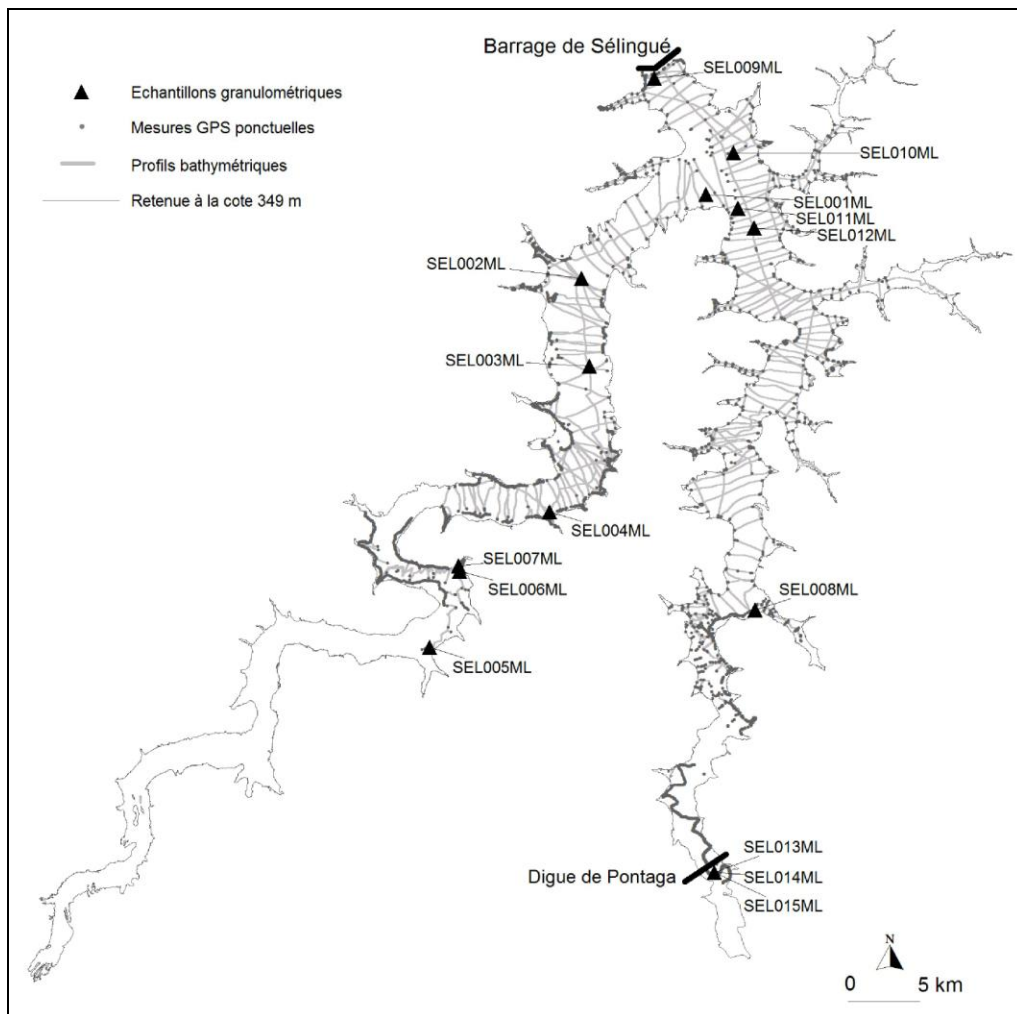 Barrage de Sélingué
SEL009ML
Echantillons granulométriques
Mesures GPS ponctuelles
Profils bathymétriques
Retenue à la cote 349 m
SEL010ML
SEL001ML
SEL011ML
SEL012ML
SEL002ML
SEL003ML
SEL004ML
SEL007ML
SEL006ML
SEL008ML
SEL005ML
SEL013ML
Digue de Pontaga
SEL014ML
SEL015ML
N
0 5 km